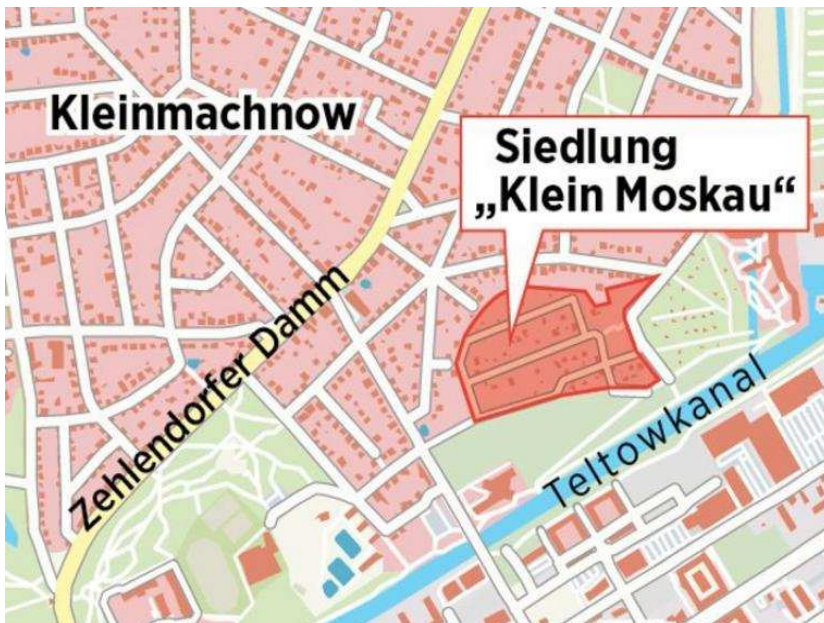 Kleinmachnow
Siedlung
„Klein Moskau“
Zehlendorfer Damm
Teltowkanal